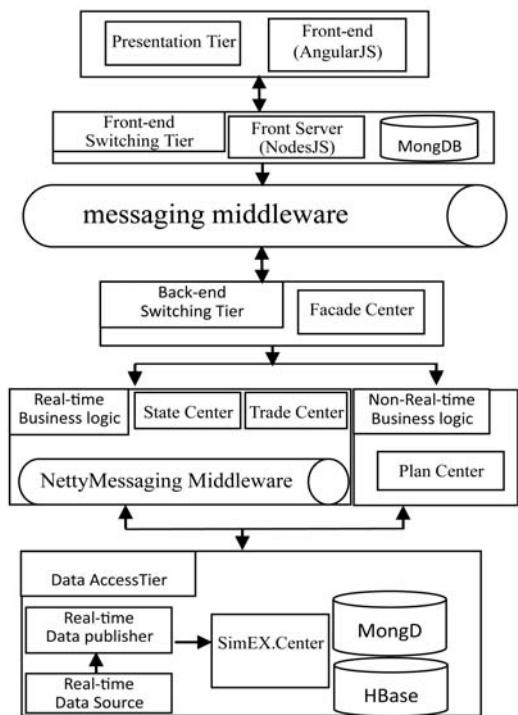 Presentation Tier
Front-end
(AngularJS)
Front-end
Switching Tier
Front Server
(NodesJS)
MongDB
messaging middleware
Back-end
Switching Tier
Facade Center
Real-time
Business logic
State Center
Trade Center
Non-Real-time
Business logic
NettyMessaging Middleware
Plan Center
Data AccessTier
Real-time
Data publisher
SimEX.Center
MongD
Real-time
Data Source
HBase